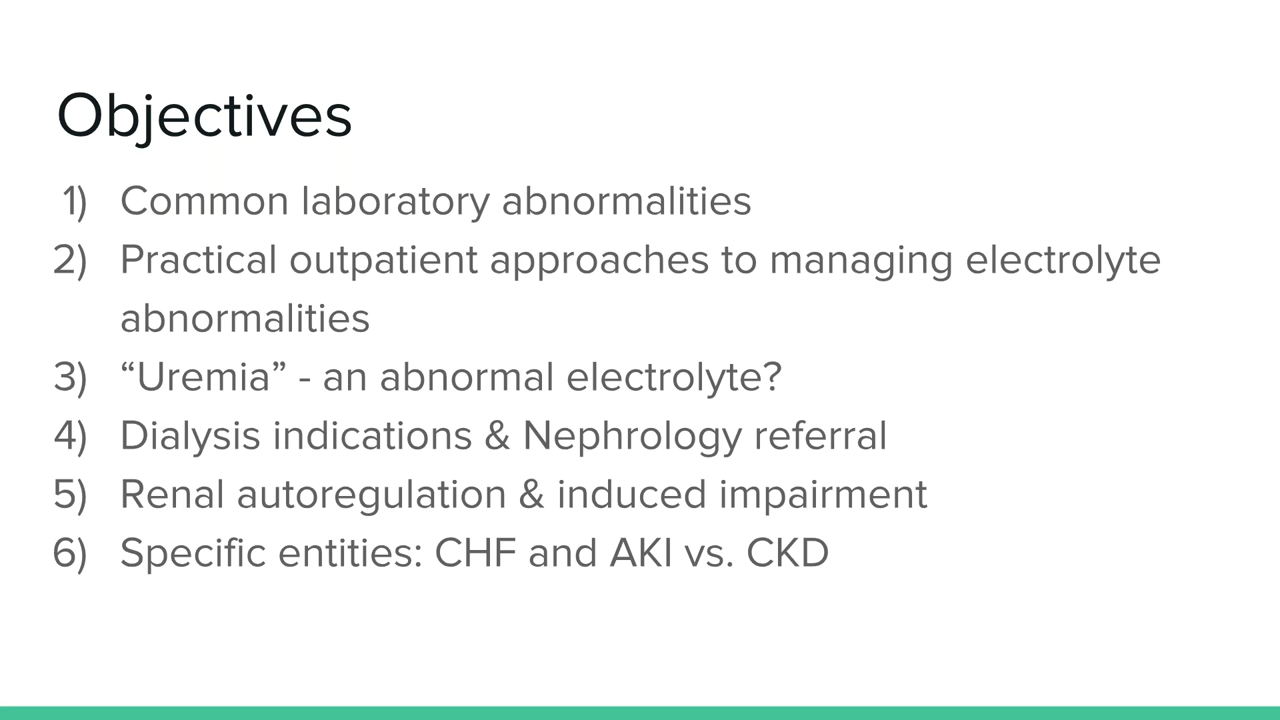 Objectives
1) Common laboratory abnormalities
2) Practical outpatient approaches to managing electrolyte
abnormalities
3) “Uremia” - an abnormal electrolyte?
4) Dialysis indications & Nephrology referral
5) Renal autoregulation & induced impairment
6) Specific entities: CHF and AKI vs. CKD